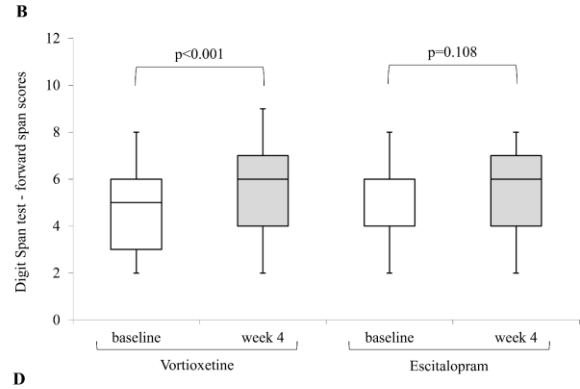 B
Digit Span test - forward span scores
12
10
8
6
4
2
0
p<0.001
p=0.108
baseline week 4 baseline week 4
Vortioxetine Escitalopram
D